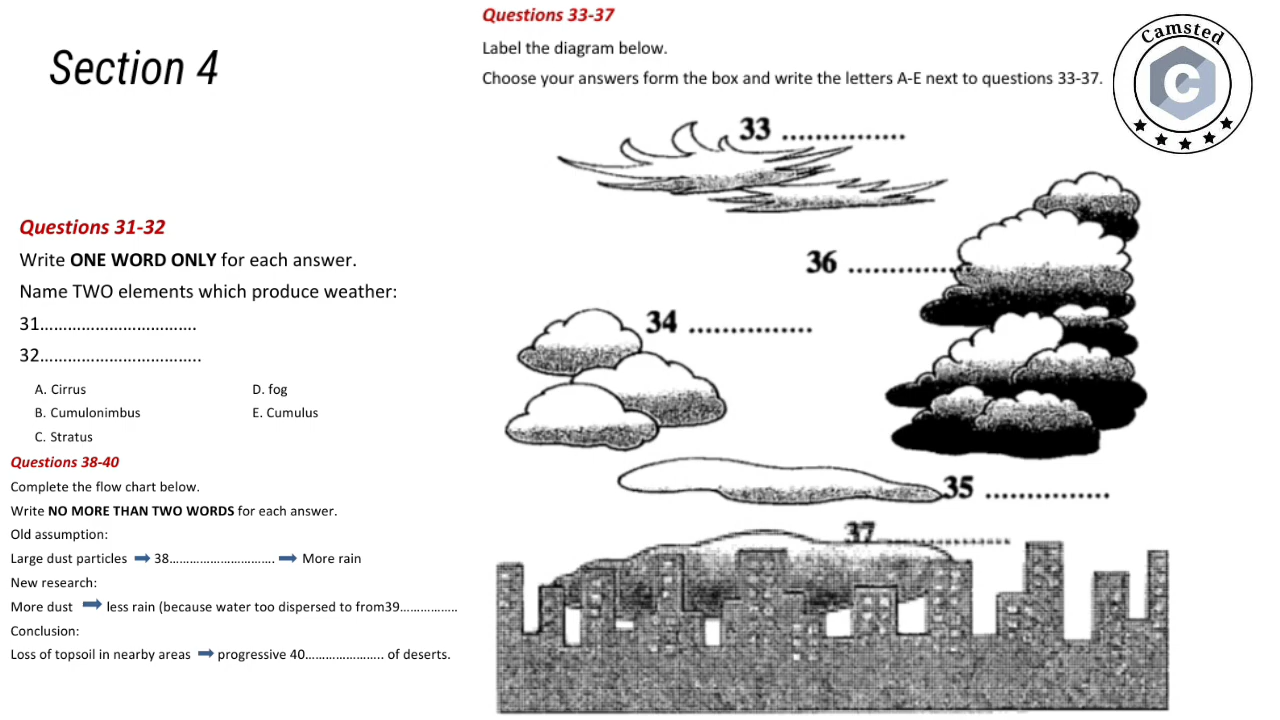 Section 4
Questions 31-32
Write ONE WORD ONLY for each answer.
Name TWO elements which produce weather:
31……………………………
32……………………………..
A. Cirrus
D. fog
B. Cumulonimbus
E. Cumulus
C. Stratus
Questions 38-40
Complete the flow chart below.
Write NO MORE THAN TWO WORDS for each answer.
Old assumption:
Large dust particles 38………………………. More rain
New research:
More dust less rain (because water too dispersed to from39……………..
Conclusion:
Loss of topsoil in nearby areas progressive 40………………….. of deserts.
Questions 33-37
Label the diagram below.
Choose your answers form the box and write the letters A-E next to questions 33-37.
33 ..............
36 ..............
34 ..............
35 ..............
37 ..............
Camsted
C